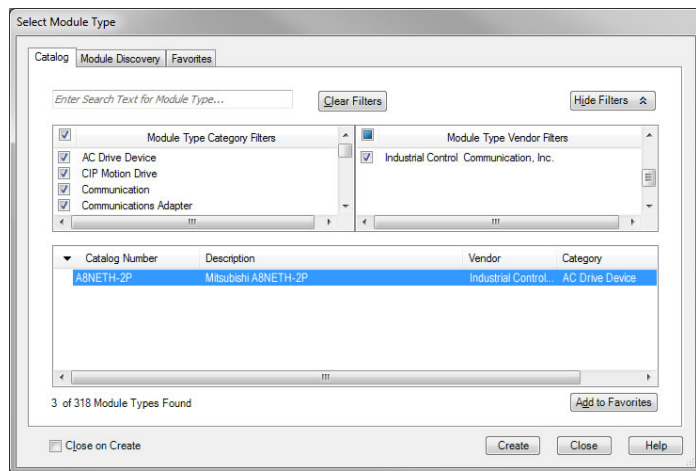 Select Module Type
Catalog Module Discovery Favorites
Enter Search Text for Module Type...
Clear Filters
Hide Filters
Module Type Category Filters
Module Type Vendor Filters
AC Drive Device
Industrial Control Communication, Inc.
CIP Motion Drive
Communication
Communications Adapter
Catalog Number Description Vendor Category
A8NETH-2P Mitsubishi A8NETH-2P Industrial Control... AC Drive Device
3 of 318 Module Types Found
Add to Favorites
Close on Create
Create Close Help